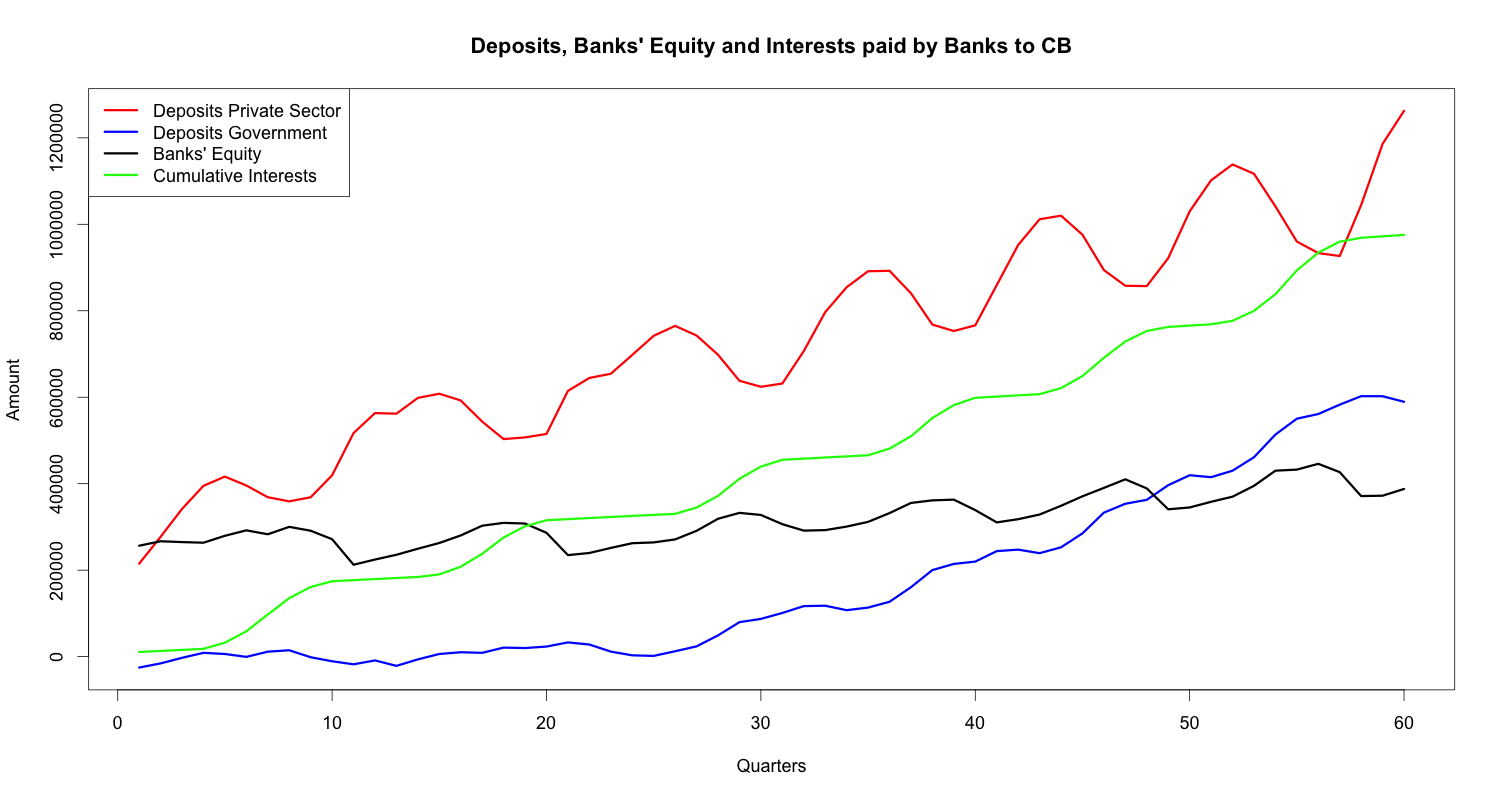 Deposits, Banks' Equity and Interests paid by Banks to CB
Deposits Private Sector
Deposits Government
Banks' Equity
Cumulative Interests
Amount
1200000
1000000
800000
600000
400000
200000
0
0 10 20 30 40 50 60
Quarters